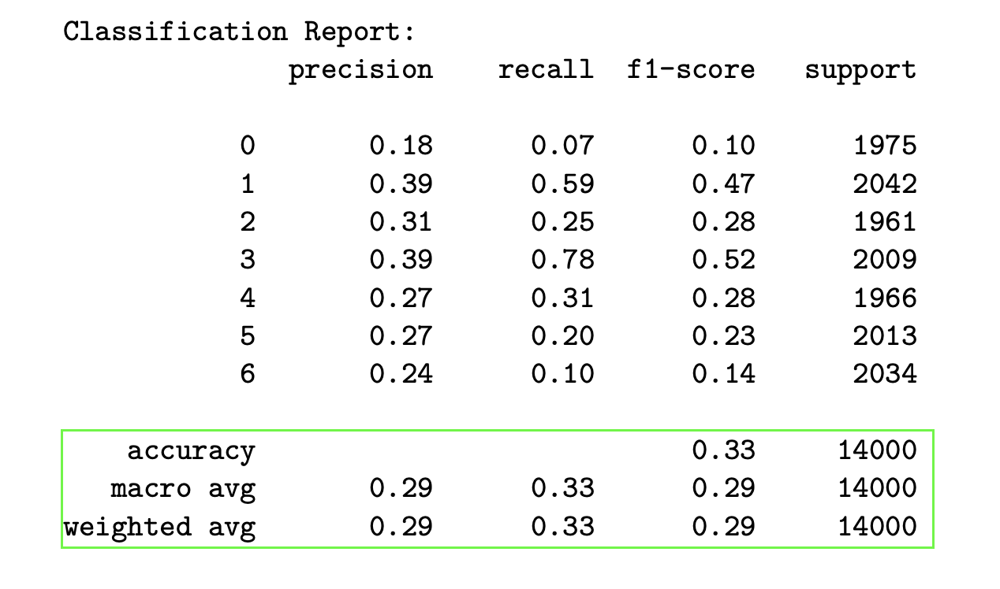 Classification Report:
precision recall f1-score support
0 0.18 0.07 0.10 1975
1 0.39 0.59 0.47 2042
2 0.31 0.25 0.28 1961
3 0.39 0.78 0.52 2009
4 0.27 0.31 0.28 1966
5 0.27 0.20 0.23 2013
6 0.24 0.10 0.14 2034
accuracy 0.33 14000
macro avg 0.29 0.33 0.29 14000
weighted avg 0.29 0.33 0.29 14000